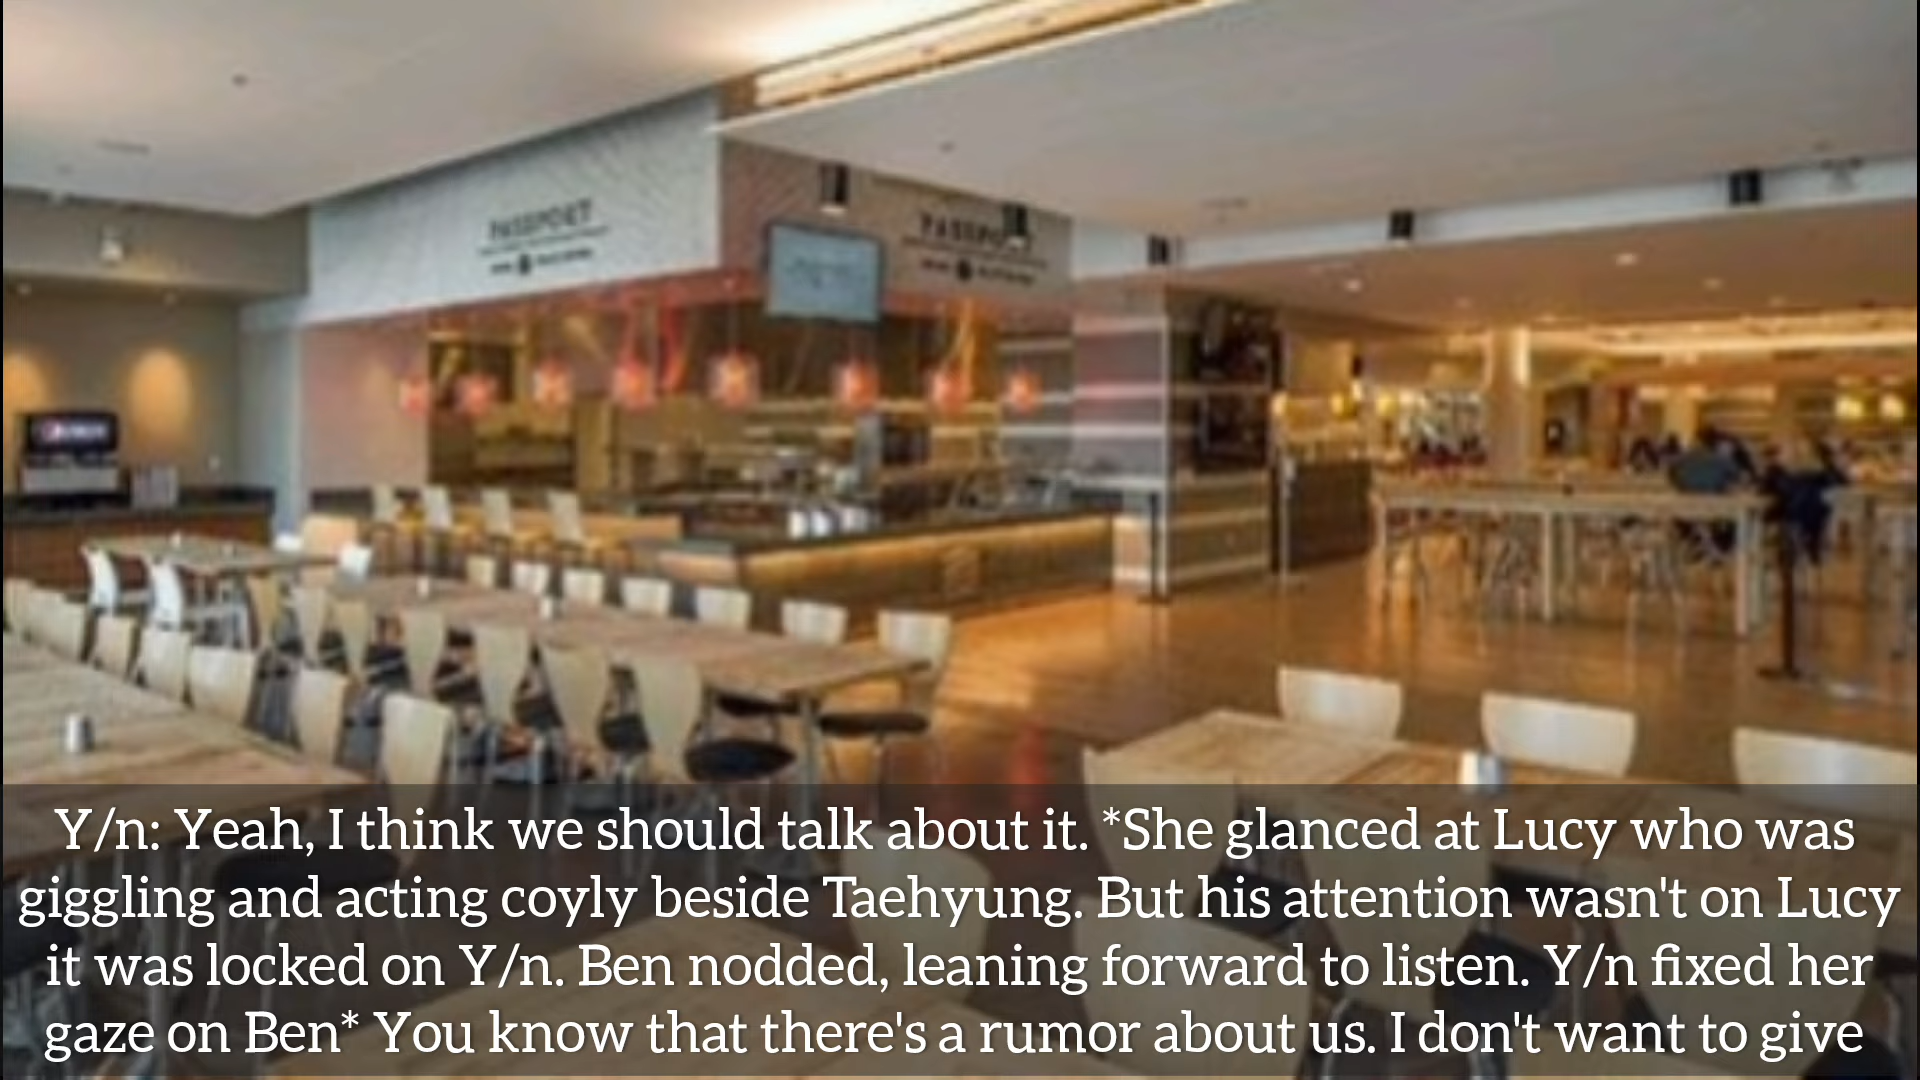 PASSPORT
PASSPORT
Y/n: Yeah, I think we should talk about it. *She glanced at Lucy who was
giggling and acting coyly beside Taehyung. But his attention wasn't on Lucy
it was locked on Y/n. Ben nodded, leaning forward to listen. Y/n fixed her
gaze on Ben* You know that there's a rumor about us. I don't want to give